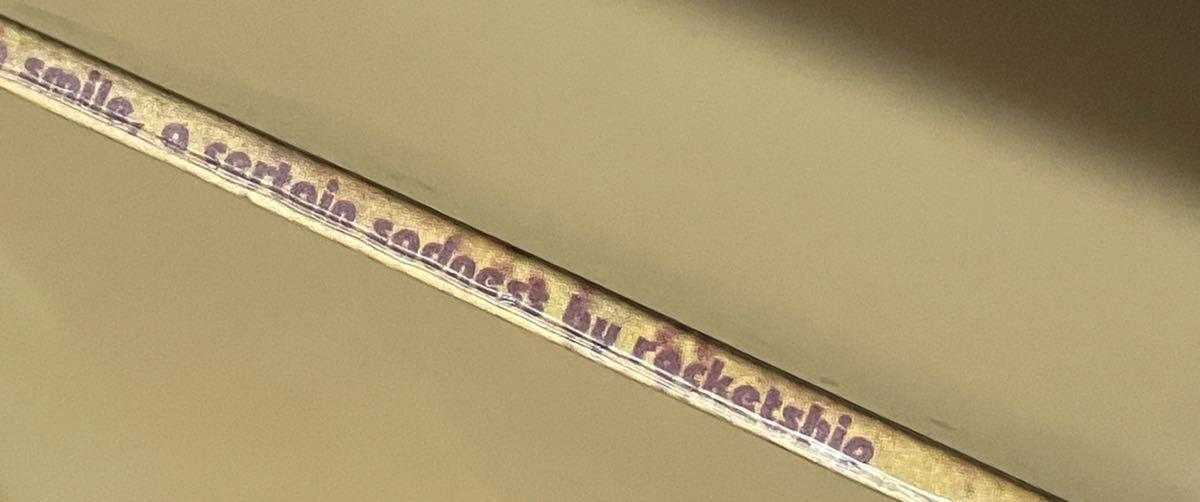 a smile, a certain sadness by rocketship